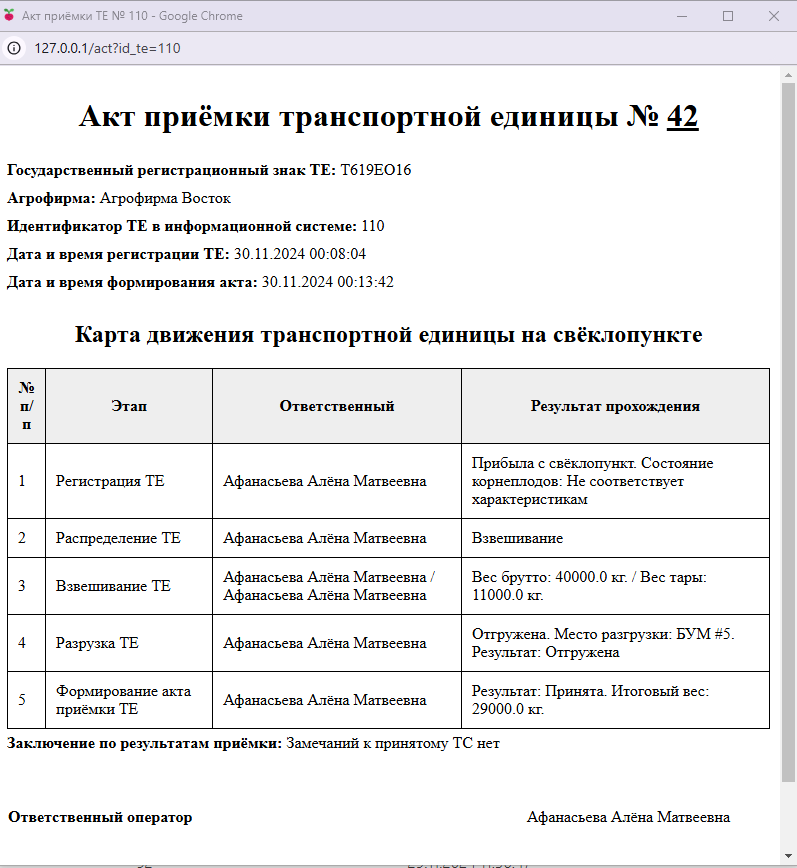 Акт приёмки ТЕ № 110 - Google Chrome
127.0.0.1/act?id_te=110
Акт приёмки транспортной единицы № 42
Государственный регистрационный знак ТЕ: Т619ЕО16
Агрофирма: Агрофирма Восток
Идентификатор ТЕ в информационной системе: 110
Дата и время регистрации ТЕ: 30.11.2024 00:08:04
Дата и время формирования акта: 30.11.2024 00:13:42
Карта движения транспортной единицы на свёклопункте
№
п/
п
Этап
Ответственный
Результат прохождения
1
Регистрация ТЕ
Афанасьева Алёна Матвеевна
Прибыла с свёклопункт. Состояние
корнеплодов: Не соответствует
характеристикам
2
Распределение ТЕ
Афанасьева Алёна Матвеевна
Взвешивание
3
Взвешивание ТЕ
Афанасьева Алёна Матвеевна /
Афанасьева Алёна Матвеевна
Вес брутто: 40000.0 кг. / Вес тары:
11000.0 кг.
4
Разрузка ТЕ
Афанасьева Алёна Матвеевна
Отгружена. Место разгрузки: БУМ #5.
Результат: Отгружена
5
Формирование акта
приёмки ТЕ
Афанасьева Алёна Матвеевна
Результат: Принята. Итоговый вес:
29000.0 кг.
Заключение по результатам приёмки: Замечаний к принятому ТС нет
Ответственный оператор
Афанасьева Алёна Матвеевна